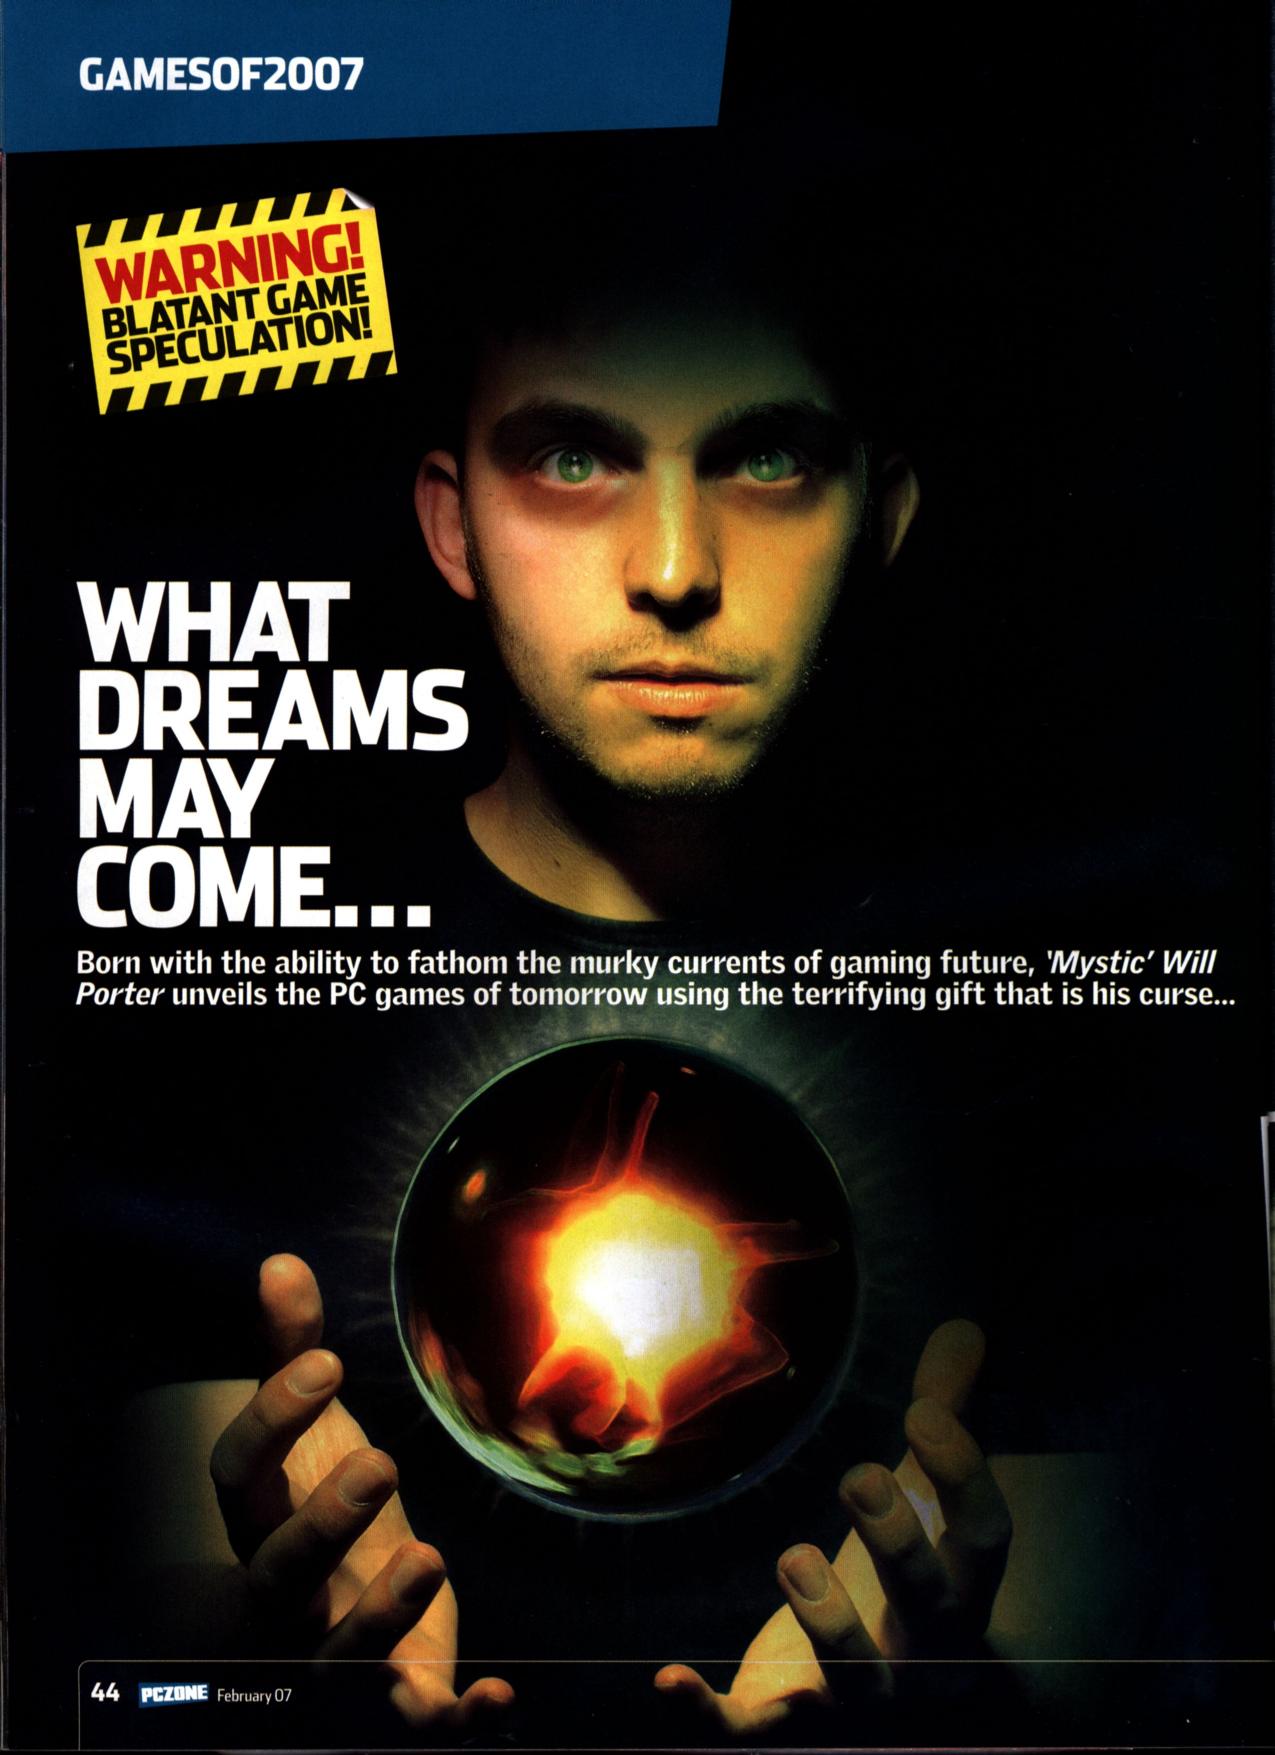 GAMESOF2007
WARNING!
BLATANT GAME
SPECULATION!
WHAT
DREAMS
MAY
COME...
Born with the ability to fathom the murky currents of gaming future, 'Mystic' Will
Porter unveils the PC games of tomorrow using the terrifying gift that is his curse...
44 PCZONE February 07